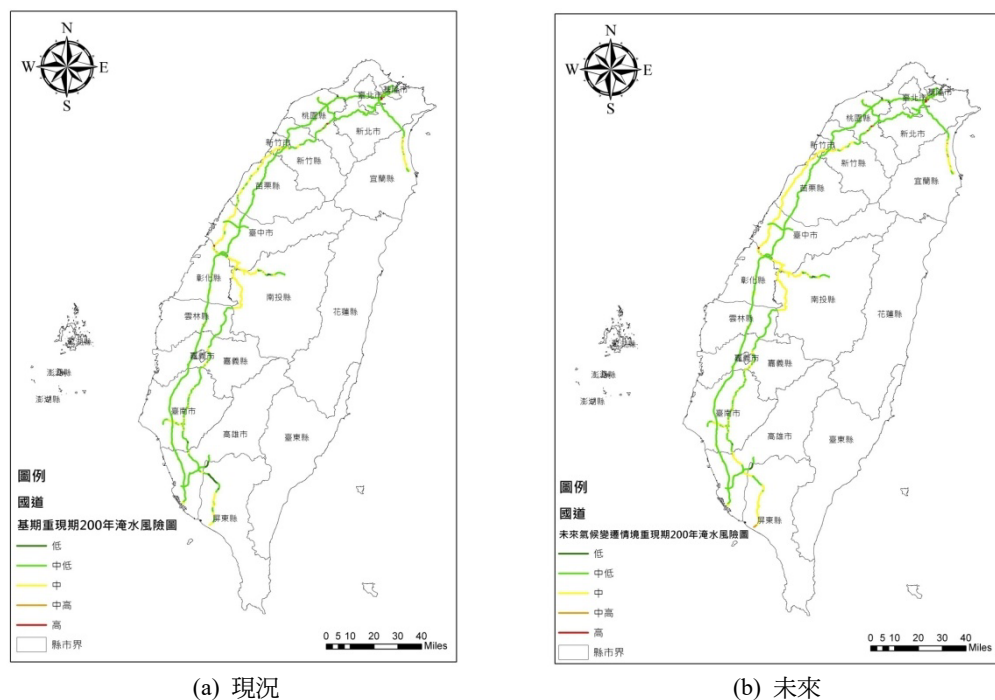 N
W E
S
基隆市
臺北市
桃園縣
新北市
新竹市
新竹縣
宜蘭縣
苗栗縣
臺中市
彰化縣
南投縣
花蓮縣
雲林縣
嘉義市
嘉義縣
澎湖縣
澎湖縣
臺南市
高雄市
臺東縣
屏東縣
圖例
國道
基期重現期200年淹水風險圖
低
中低
中
中高
高
縣市界
0 5 10 20 30 40
Miles
(a) 現況
N
W E
S
臺北市
桃園縣
新北市
新竹市
新竹縣
宜蘭縣
苗栗縣
臺中市
彰化縣
南投縣
花蓮縣
雲林縣
嘉義市
嘉義縣
澎湖縣
澎湖縣
臺南市
高雄市
臺東縣
屏東縣
圖例
國道
未來氣候變遷情境重現期200年淹水風險圖
低
中低
中
中高
高
縣市界
0 5 10 20 30 40
Miles
(b) 未來